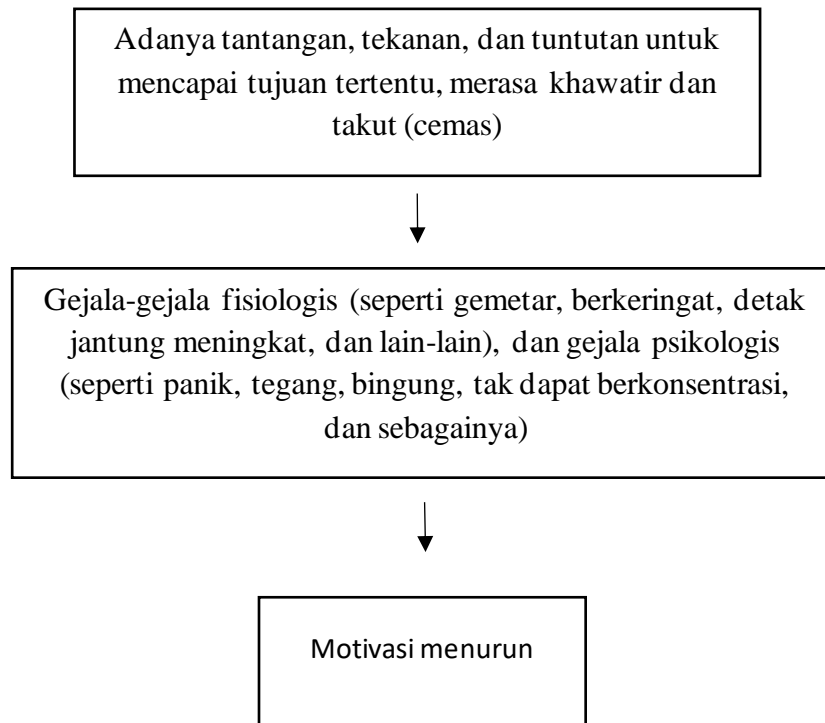 Adanya tantangan, tekanan, dan tuntutan untuk
mencapai tujuan tertentu, merasa khawatir dan
takut (cemas)
Gejala-gejala fisiologis (seperti gemetar, berkeringat, detak
jantung meningkat, dan lain-lain), dan gejala psikologis
(seperti panik, tegang, bingung, tak dapat berkonsentrasi,
dan sebagainya)
Motivasi menurun